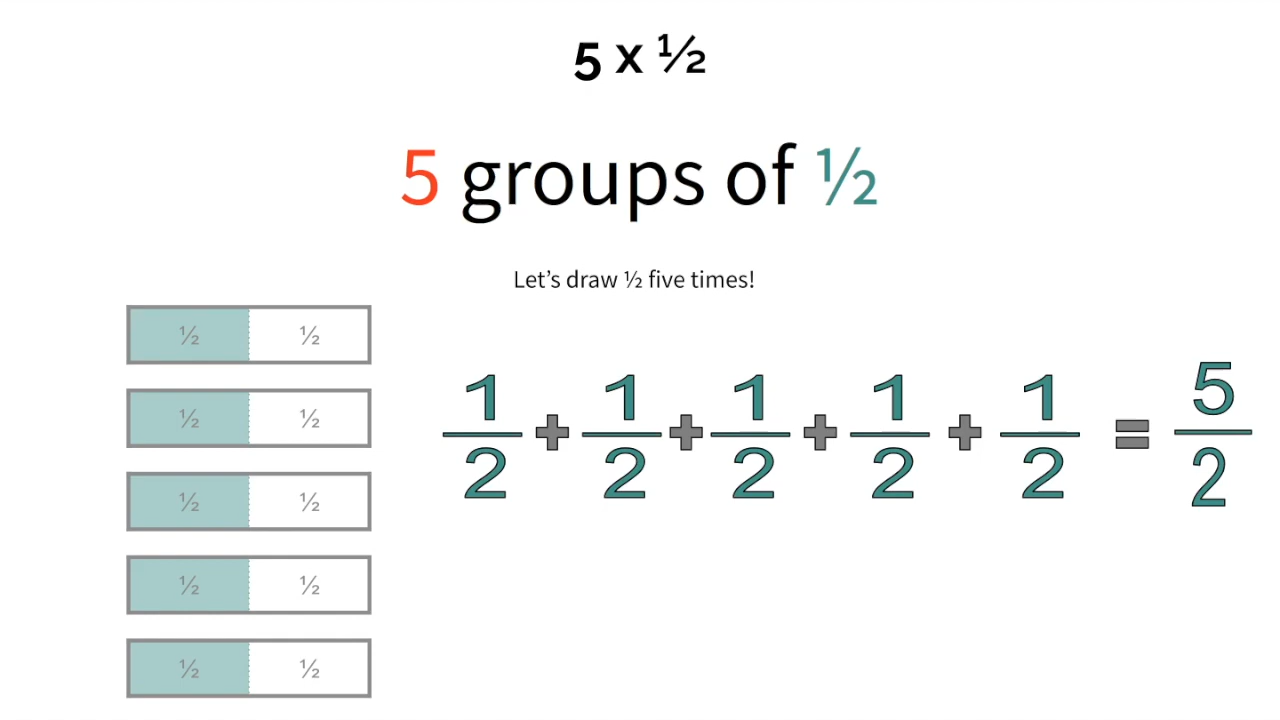 5 x ½
5 groups of ½
Let's draw ½ five times!
½ ½
½ ½
½ ½
½ ½
½ ½
1/2 + 1/2 + 1/2 + 1/2 + 1/2 = 5/2